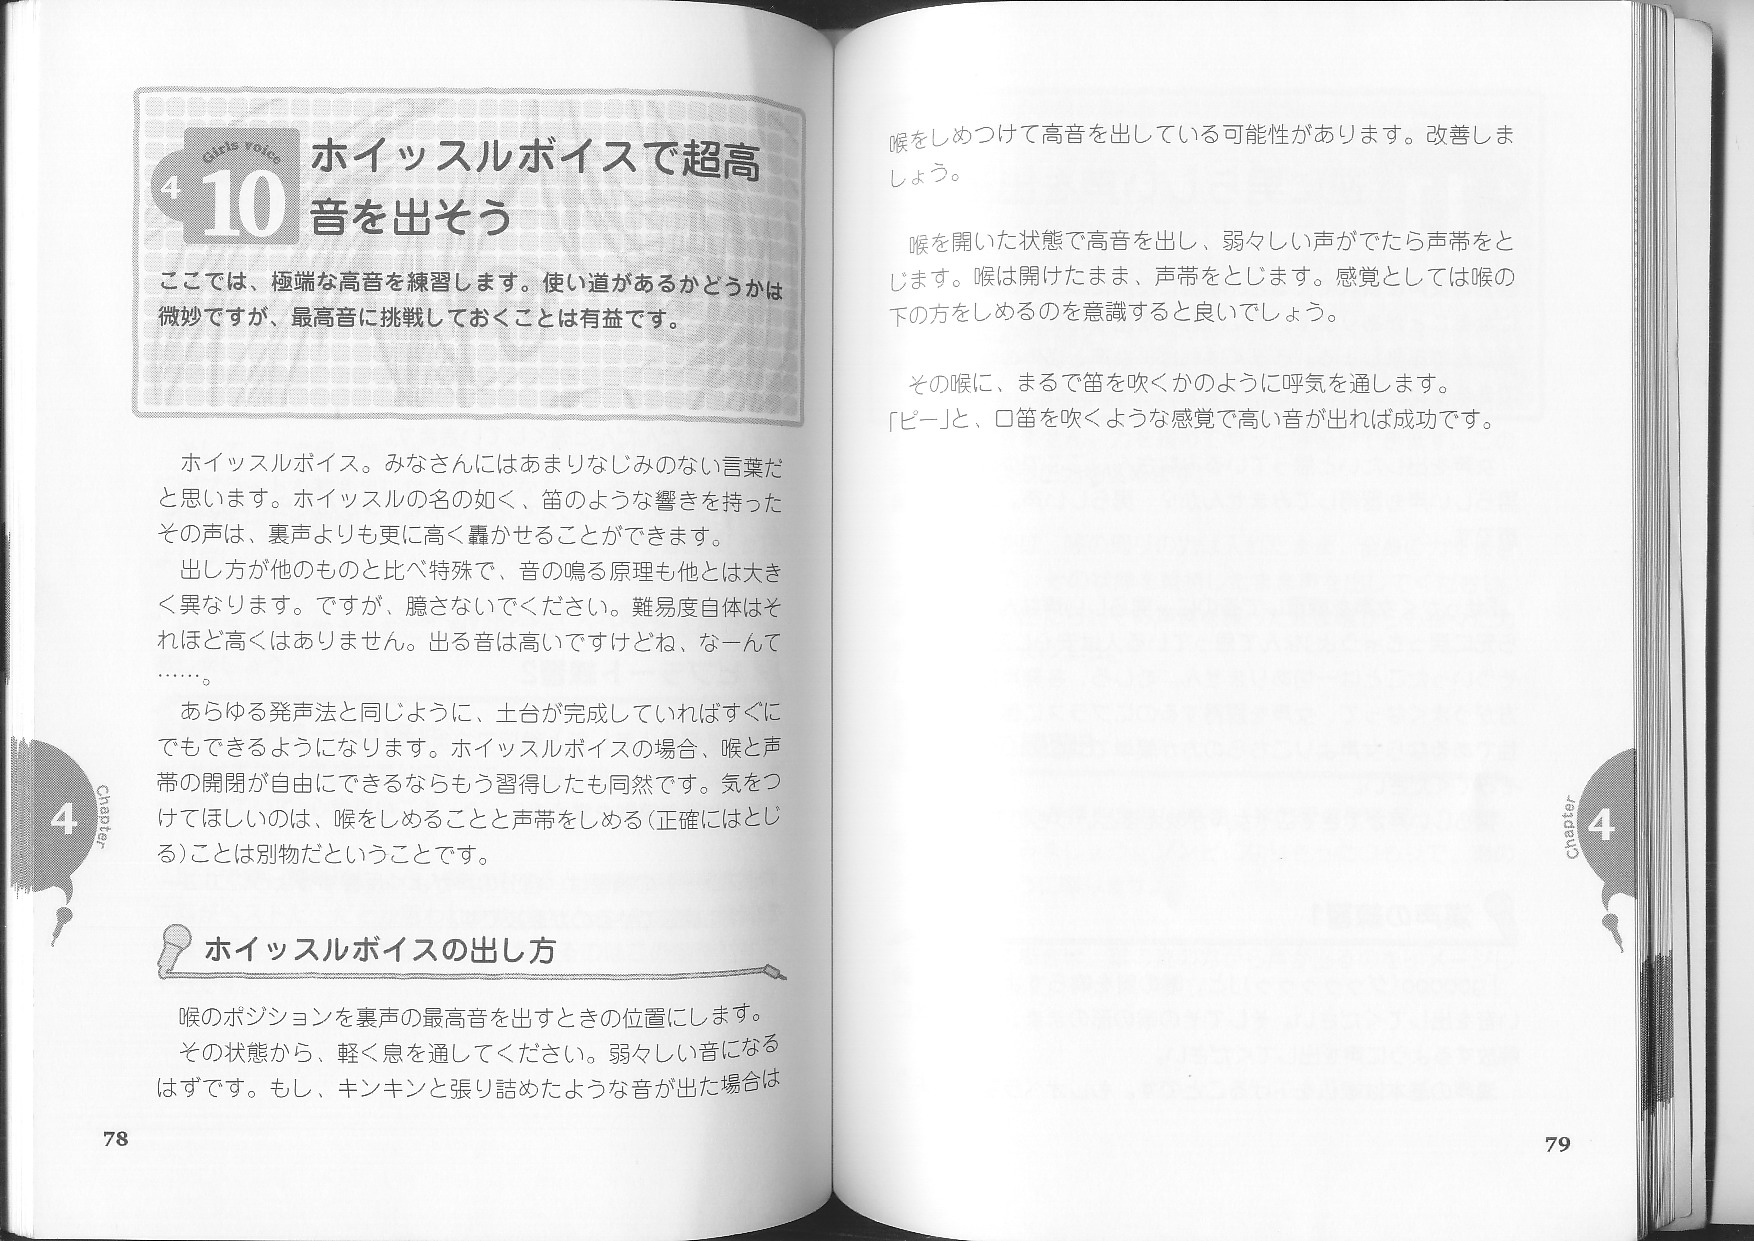 Girls voice
4
10
ホイッスルボイスで超高
音を出そう
ここでは、極端な高音を練習します。使い道があるかどうかは
微妙ですが、最高音に挑戦しておくことは有益です。
ホイッスルボイス。みなさんにはあまりなじみのない言葉だ
と思います。ホイッスルの名の如く、笛のような響きを持った
その声は、裏声よりも更に高く轟かせることができます。
出し方が他のものと比べ特殊で、音の鳴る原理も他とは大き
く異なります。ですが、臆さないでください。難易度自体はそ
れほど高くはありません。出る音は高いですけどね、なーんて
……。
あらゆる発声法と同じように、土台が完成していればすぐに
でもできるようになります。ホイッスルボイスの場合、喉と声
帯の開閉が自由にできるならもう習得したも同然です。気をつ
けてほしいのは、喉をしめることと声帯をしめる（正確にはとじ
る）ことは別物だということです。
ホイッスルボイスの出し方
喉のポジションを裏声の最高音を出すときの位置にします。
その状態から、軽く息を通してください。弱々しい音になる
はずです。もし、キンキンと張り詰めたような音が出た場合は
Chapter
4
78
喉をしめつけて高音を出している可能性があります。改善しま
しょう。
喉を開いた状態で高音を出し、弱々しい声がでたら声帯をと
じます。喉は開けたまま、声帯をとじます。感覚としては喉の
下の方をしめるのを意識すると良いでしょう。
その喉に、まるで笛を吹くかのように呼気を通します。
「ピー」と、口笛を吹くような感覚で高い音が出れば成功です。
Chapter
4
79